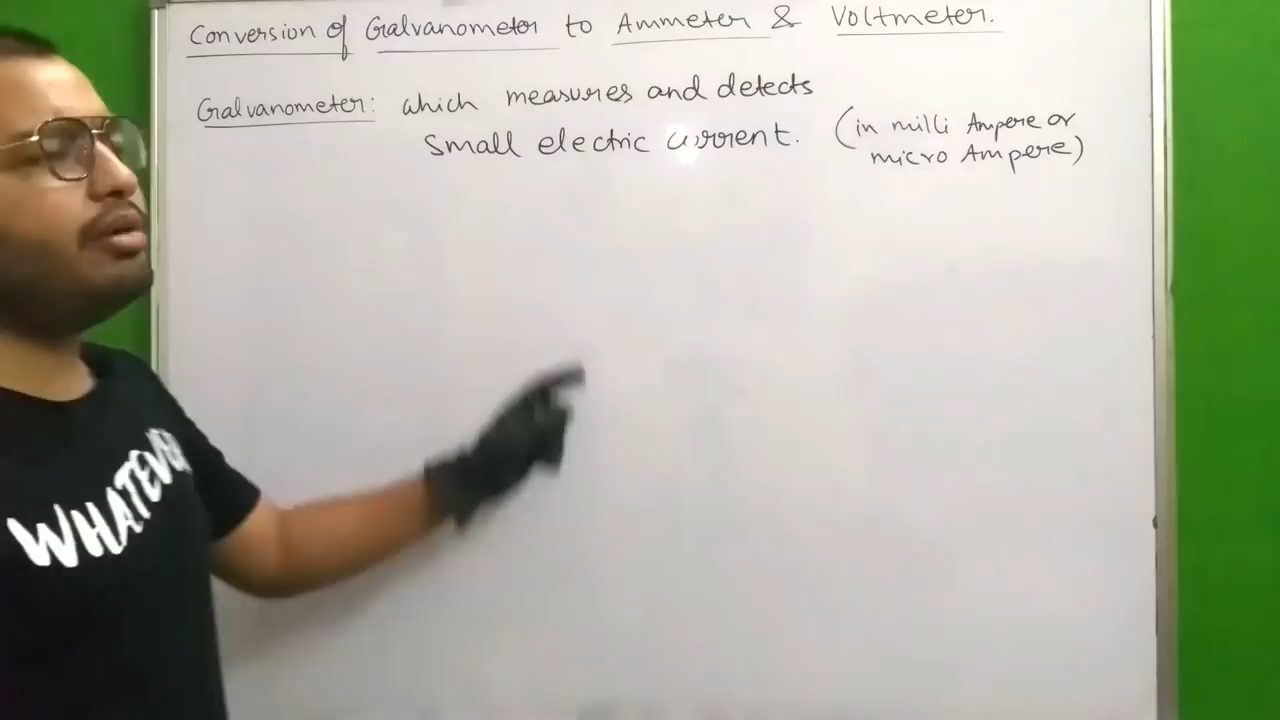 Conversion of Galvanometer to Ammeter & Voltmeter.
Galvanometer: which measures and detects
small electric current. (in milli Ampere or
micro Ampere)
WHATEVER